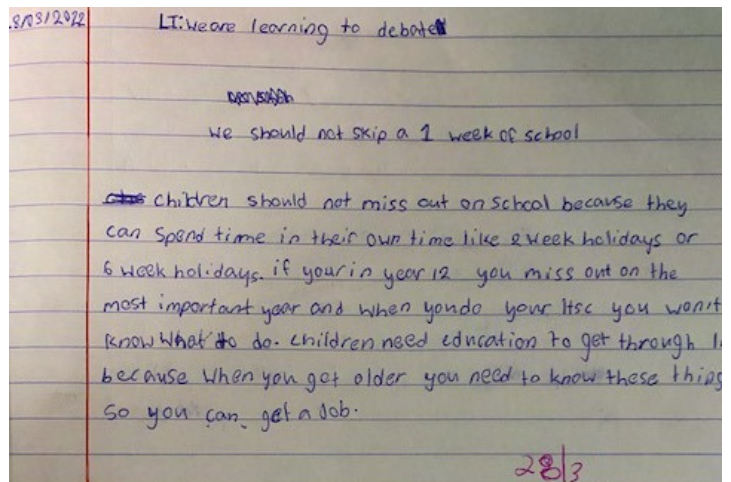 8/03/2022
LI: We are learning to debate
we should not skip a 1 week of school
children should not miss out on school because they
can spend time in their own time like 2 week holidays or
6 week holidays. if your in year 12 you miss out on the
most important year and when you do your Hsc you won't
know what to do. children need education to get through
because when you get older you need to know these things
so you can get a Job.
28/3